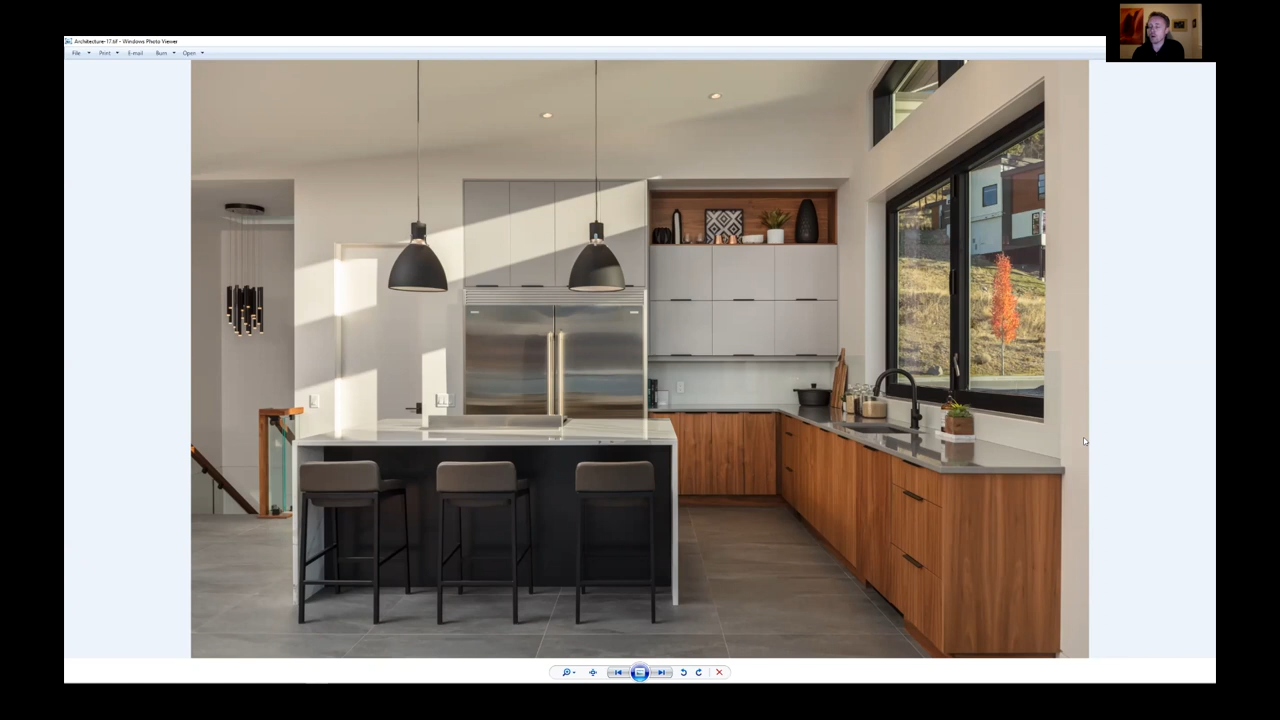 Architecture-17.tif - Windows Photo Viewer
File Print E-mail Burn Open